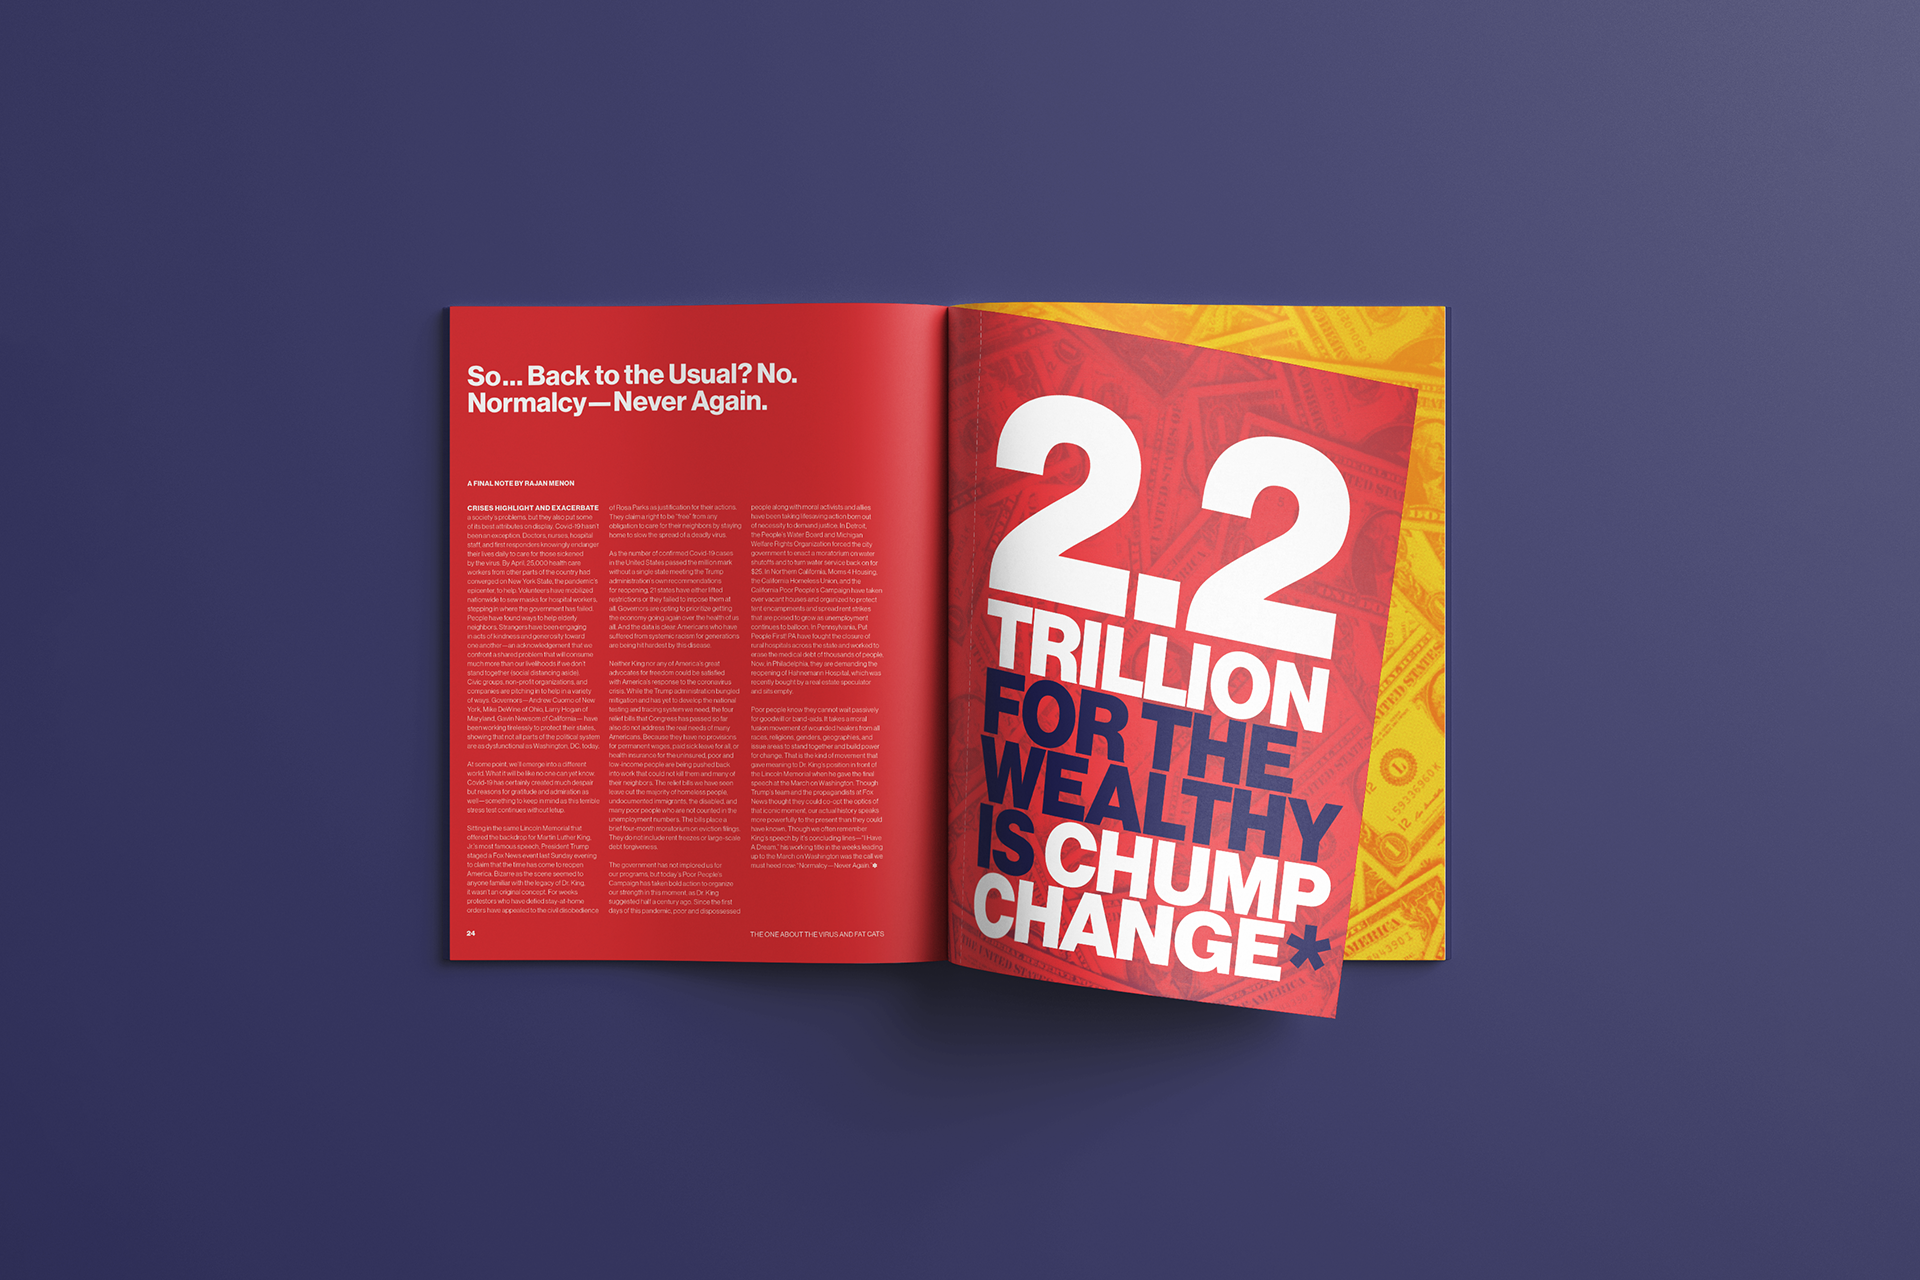 So... Back to the Usual? No.
Normalcy—Never Again.
A FINAL NOTE BY RAJAN MENON
CRISES HIGHLIGHT AND EXACERBATE
a society's problems, but they also put some
of its best attributes on display. Covid-19 hasn't
been an exception. Doctors, nurses, hospital
staff, and first responders knowingly endanger
their lives daily to care for those sickened
by the virus. By April, 25,000 health care
workers from other parts of the country had
converged on New York State, the pandemic's
epicenter, to help. Volunteers have mobilized
nationwide to sew masks for hospital workers,
stepping in where the government has failed.
People have found ways to help elderly
neighbors. Strangers have been engaging
in acts of kindness and generosity toward
one another—an acknowledgement that we
confront a shared problem that will consume
much more than our livelihoods if we don't
stand together (social distancing aside).
Civic groups, non-profit organizations, and
companies are pitching in to help in a variety
of ways. Governors—Andrew Cuomo of New
York, Mike DeWine of Ohio, Larry Hogan of
Maryland, Gavin Newsom of California—have
been working tirelessly to protect their states,
showing that not all parts of the political system
are as dysfunctional as Washington, DC, today.
At some point, we'll emerge into a different
world. What it will be like no one can yet know.
Covid-19 has certainly created much despair
but reasons for gratitude and admiration as
well—something to keep in mind as this terrible
stress test continues without letup.
Sitting in the same Lincoln Memorial that
offered the backdrop for Martin Luther King,
Jr.'s most famous speech, President Trump
staged a Fox News event last Sunday evening
to claim that the time has come to reopen
America. Bizarre as the scene seemed to
anyone familiar with the legacy of Dr. King,
it wasn't an original concept. For weeks
protestors who have defied stay-at-home
orders have appealed to the civil disobedience
of Rosa Parks as justification for their actions.
They claim a right to be "free" from any
obligation to care for their neighbors by staying
home to slow the spread of a deadly virus.
As the number of confirmed Covid-19 cases
in the United States passed the million mark
without a single state meeting the Trump
administration's own recommendations
for reopening, 21 states have either lifted
restrictions or they failed to impose them at
all. Governors are opting to prioritize getting
the economy going again over the health of us
all. And the data is clear: Americans who have
suffered from systemic racism for generations
are being hit hardest by this disease.
Neither King nor any of America's great
advocates for freedom could be satisfied
with America's response to the coronavirus
crisis. While the Trump administration bungled
mitigation and has yet to develop the national
testing and tracing system we need, the four
relief bills that Congress has passed so far
also do not address the real needs of many
Americans. Because they have no provisions
for permanent wages, paid sick leave for all, or
health insurance for the uninsured, poor and
low-income people are being pushed back
into work that could not kill them and many of
their neighbors. The relief bills we have seen
leave out the majority of homeless people,
undocumented immigrants, the disabled, and
many poor people who are not counted in the
unemployment numbers. The bills place a
brief four-month moratorium on eviction filings.
They do not include rent freezes or large-scale
debt forgiveness.
The government has not implored us for
our programs, but today's Poor People's
Campaign has taken bold action to organize
our strength in this moment, as Dr. King
suggested half a century ago. Since the first
days of this pandemic, poor and dispossessed
people along with moral activists and allies
have been taking lifesaving action born out
of necessity to demand justice. In Detroit,
the People's Water Board and Michigan
Welfare Rights Organization forced the city
government to enact a moratorium on water
shutoffs and to turn water service back on for
$25. In Northern California, Moms 4 Housing,
the California Homeless Union, and the
California Poor People's Campaign have taken
over vacant houses and organized to protect
tent encampments and spread rent strikes
that are poised to grow as unemployment
continues to balloon. In Pennsylvania, Put
People First! PA have fought the closure of
rural hospitals across the state and worked to
erase the medical debt of thousands of people.
Now, in Philadelphia, they are demanding the
reopening of Hahnemann Hospital, which was
recently bought by a real estate speculator
and sits empty.
Poor people know they cannot wait passively
for goodwill or band-aids. It takes a moral
fusion movement of wounded healers from all
races, religions, genders, geographies, and
issue areas to stand together and build power
for change. That is the kind of movement that
gave meaning to Dr. King's position in front of
the Lincoln Memorial when he gave the final
speech at the March on Washington. Though
Trump's team and the propagandists at Fox
News thought they could co-opt the optics of
that iconic moment, our actual history speaks
more powerfully to the present than they could
have known. Though we often remember
King's speech by it's concluding lines—"I Have
A Dream," his working title in the weeks leading
up to the March on Washington was the call we
must heed now: "Normalcy—Never Again."
24
THE ONE ABOUT THE VIRUS AND FAT CATS
2.2
TRILLION
FOR THE
WEALTHY
IS CHUMP
CHANGE*